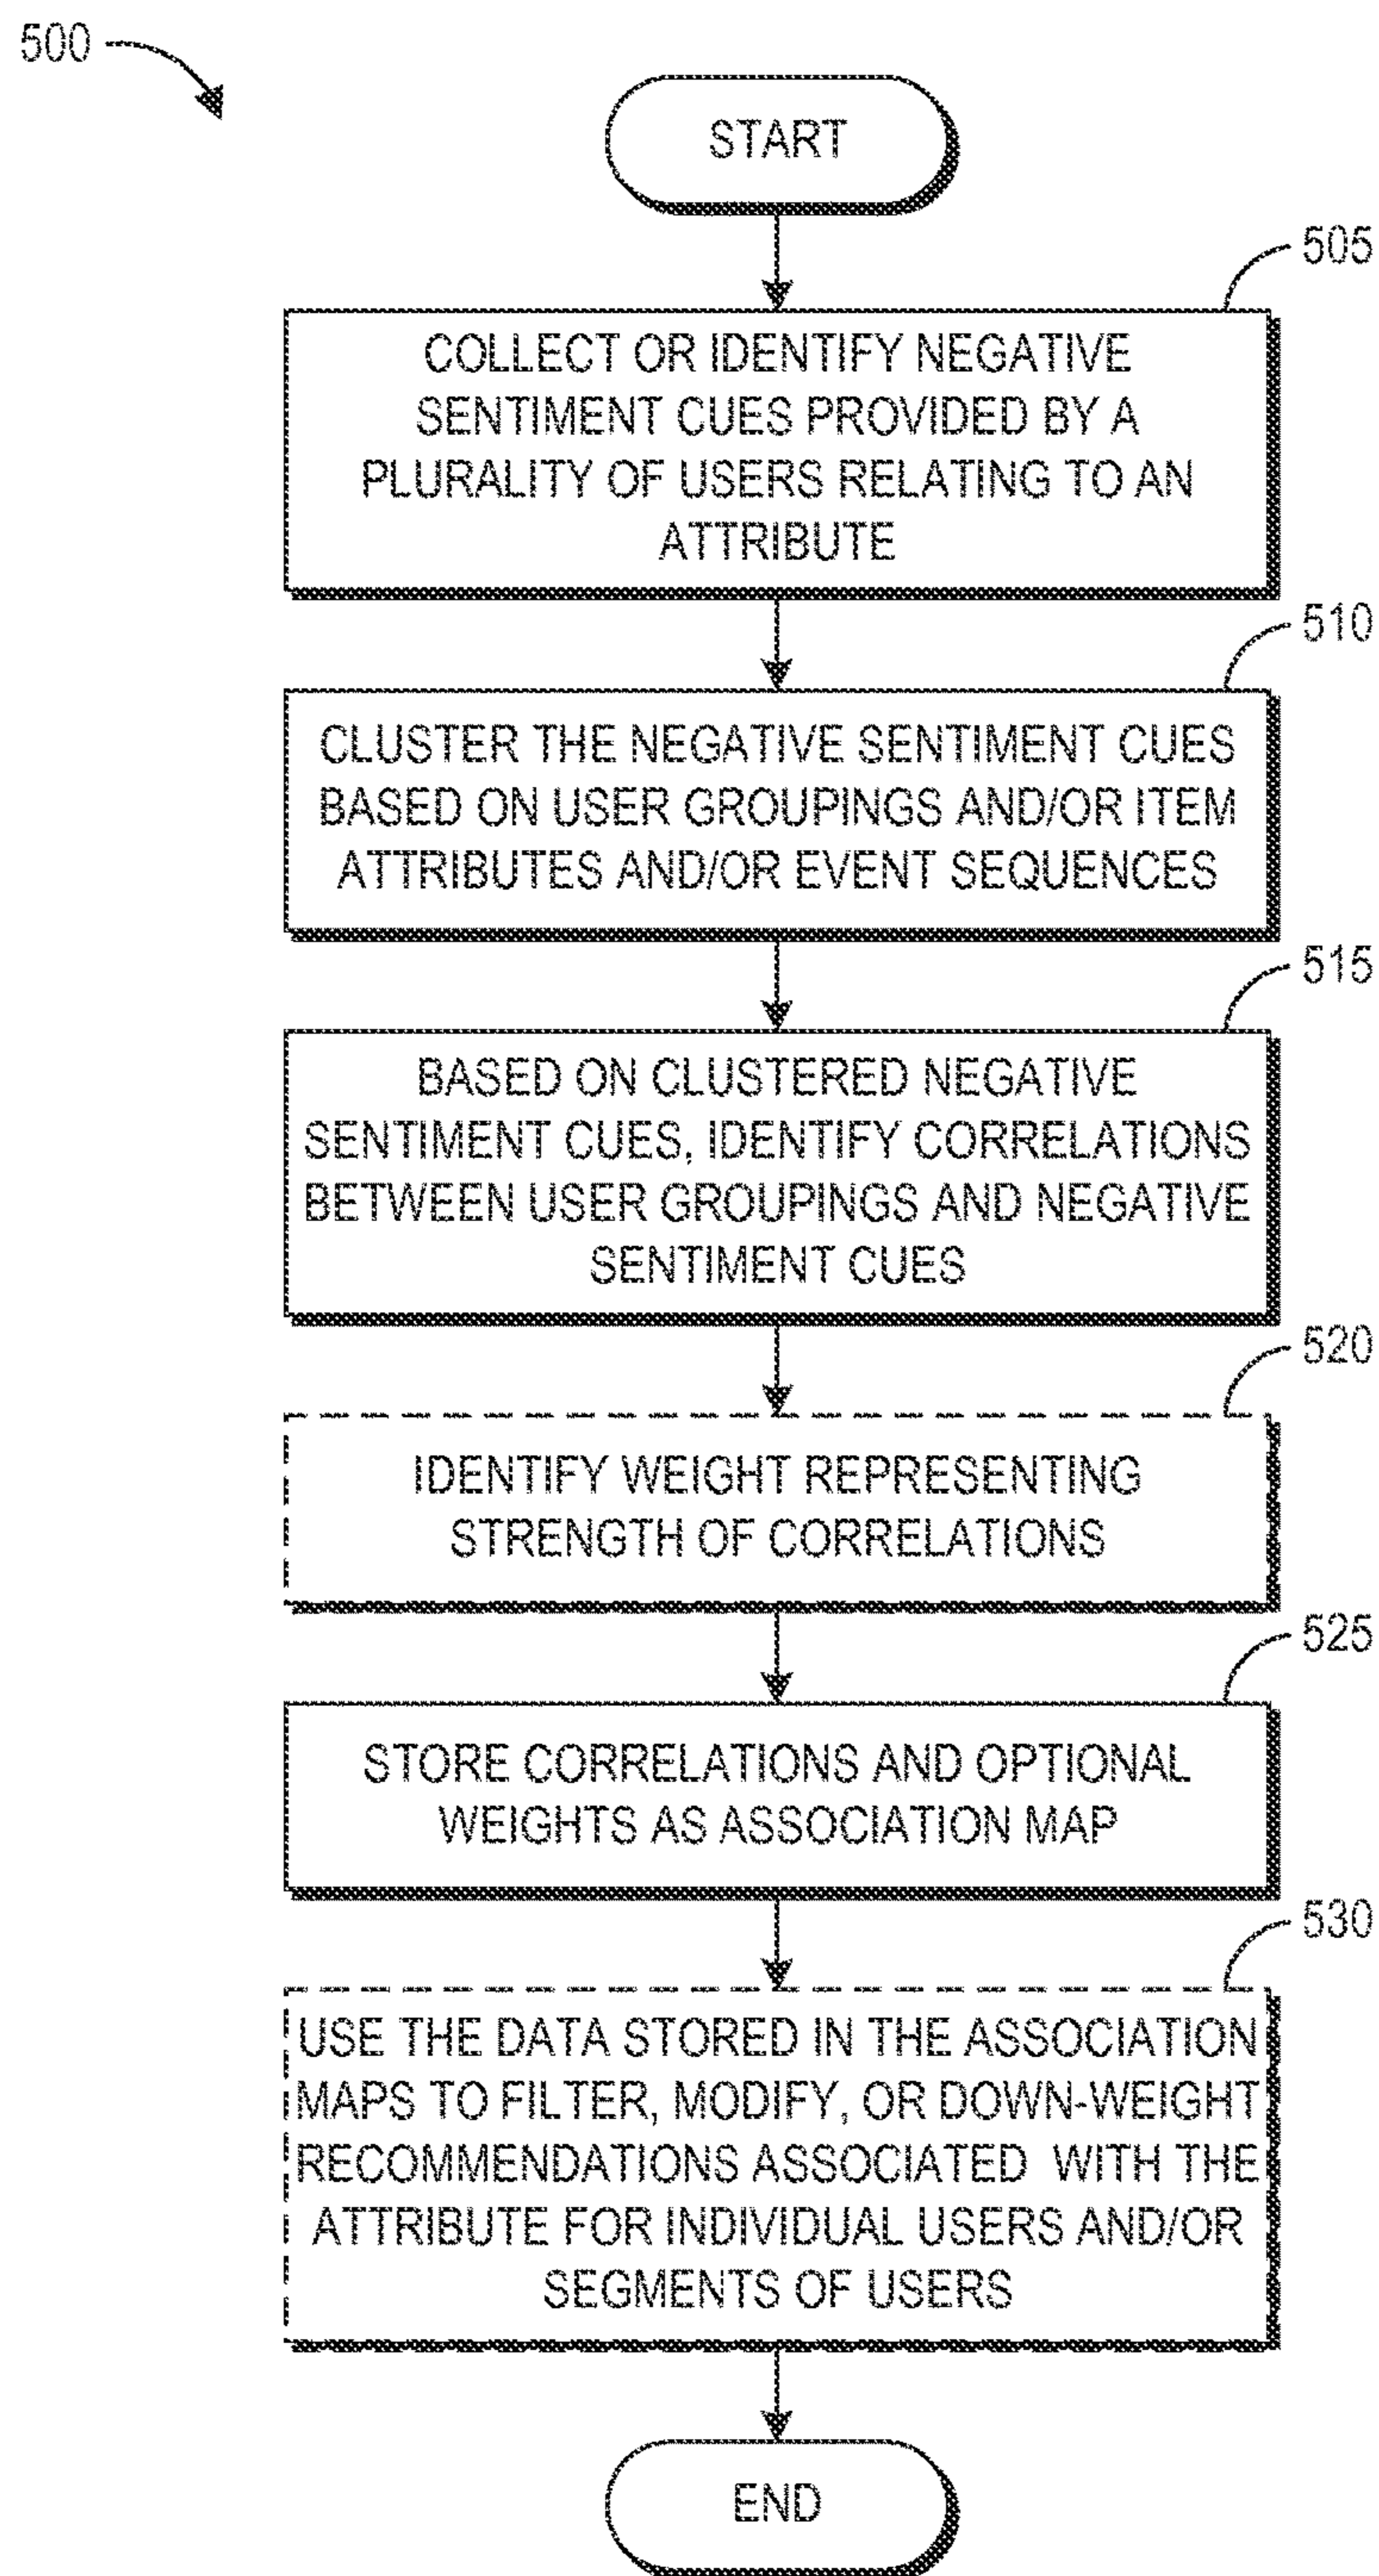 500
START
505
COLLECT OR IDENTIFY NEGATIVE
SENTIMENT CUES PROVIDED BY A
PLURALITY OF USERS RELATING TO AN
ATTRIBUTE
510
CLUSTER THE NEGATIVE SENTIMENT CUES
BASED ON USER GROUPINGS AND/OR ITEM
ATTRIBUTES AND/OR EVENT SEQUENCES
515
BASED ON CLUSTERED NEGATIVE
SENTIMENT CUES, IDENTIFY CORRELATIONS
BETWEEN USER GROUPINGS AND NEGATIVE
SENTIMENT CUES
520
IDENTIFY WEIGHT REPRESENTING
STRENGTH OF CORRELATIONS
525
STORE CORRELATIONS AND OPTIONAL
WEIGHTS AS ASSOCIATION MAP
530
USE THE DATA STORED IN THE ASSOCIATION
MAPS TO FILTER, MODIFY, OR DOWN-WEIGHT
RECOMMENDATIONS ASSOCIATED WITH THE
ATTRIBUTE FOR INDIVIDUAL USERS AND/OR
SEGMENTS OF USERS
END